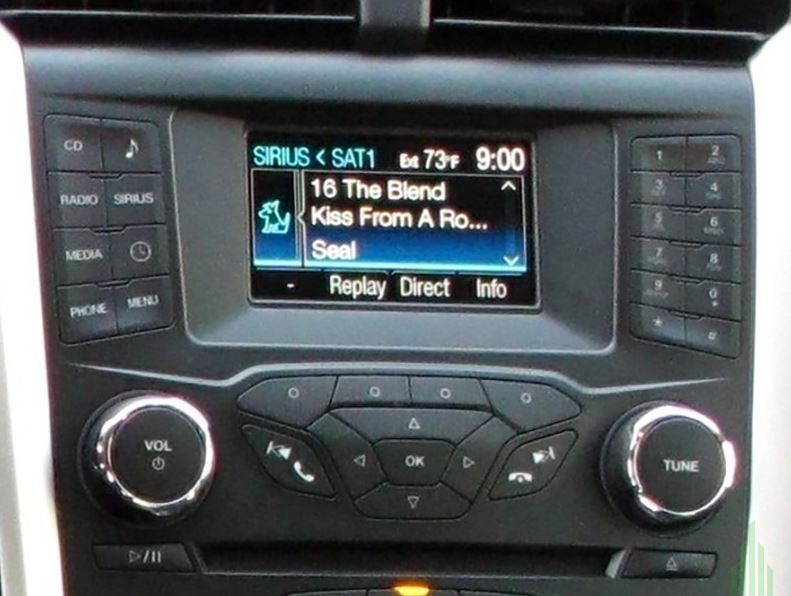 SIRIUS < SAT1 Ext 73°F 9:00
16 The Blend
Kiss From A Ro...
Seal
- Replay Direct Info
CD
RADIO SIRIUS
MEDIA
PHONE MENU
1 2
3 4
5 6
7 8
9 0
* #
VOL
OK
TUNE